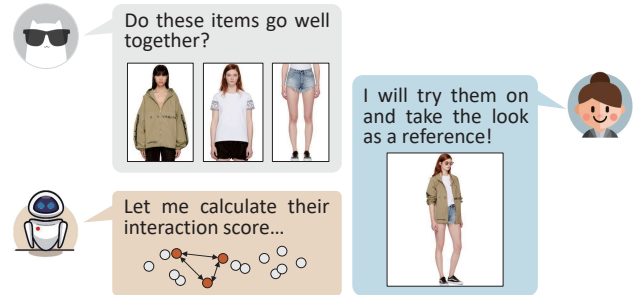 Do these items go well
together?
I will try them on
and take the look
as a reference!
Let me calculate their
interaction score...